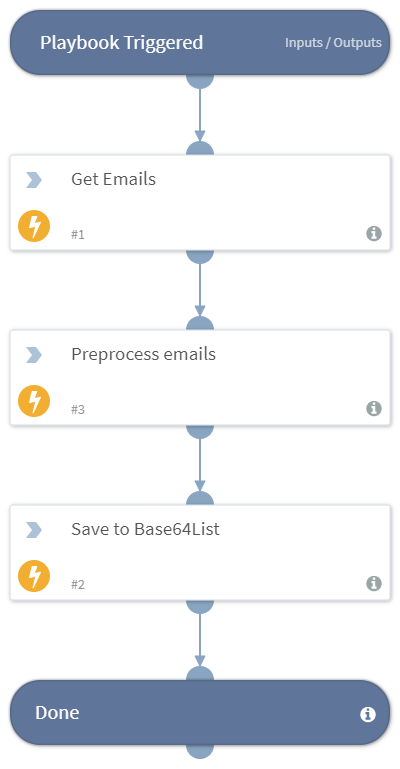 Playbook Triggered Inputs / Outputs
Get Emails
#1
Preprocess emails
#3
Save to Base64List
#2
Done